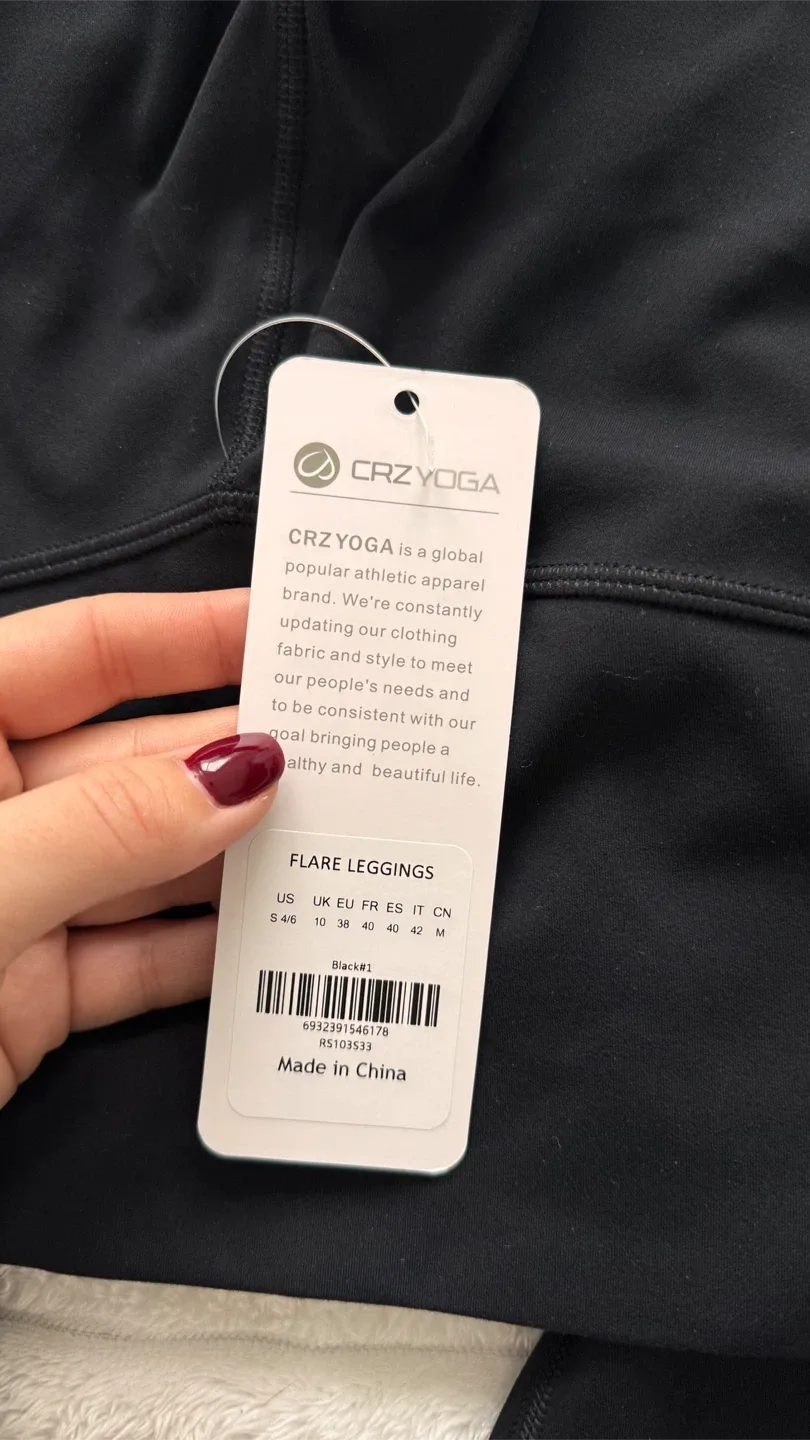 CRZ YOGA
CRZ YOGA is a global
popular athletic apparel
brand. We're constantly
updating our clothing
fabric and style to meet
our people's needs and
to be consistent with our
goal bringing people a
althy and beautiful life.
FLARE LEGGINGS
US UK EU FR ES IT CN
S 4/6 10 38 40 40 42 M
Black#1
6932391546178
RS103S33
Made in China